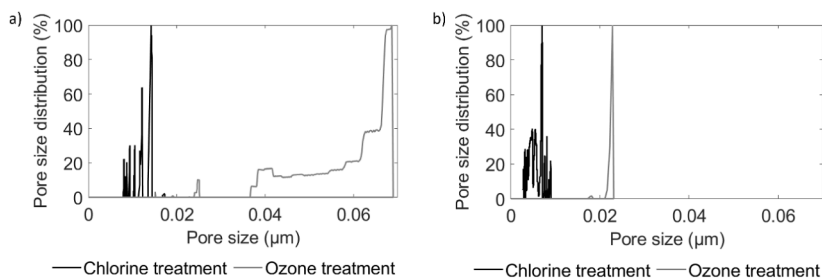 a)
Pore size distribution (%)
100
80
60
40
20
0
0 0.02 0.04 0.06
Pore size (µm)
Chlorine treatment Ozone treatment
b)
Pore size distribution (%)
100
80
60
40
20
0
0 0.02 0.04 0.06
Pore size (µm)
Chlorine treatment Ozone treatment